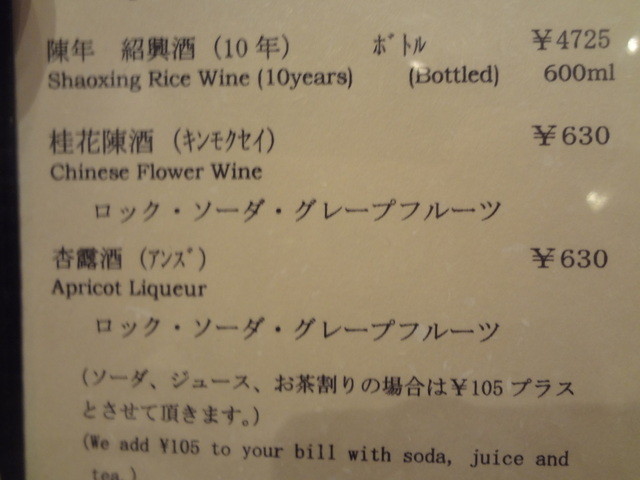 陳年 紹興酒 (10年) ﾎﾞﾄﾙ ￥4725
Shaoxing Rice Wine (10years) (Bottled) 600ml
桂花陳酒 (ｷﾝﾓｸｾｲ) ￥630
Chinese Flower Wine
ロック・ソーダ・グレープフルーツ
杏露酒 (ｱﾝｽﾞ) ￥630
Apricot Liqueur
ロック・ソーダ・グレープフルーツ
(ソーダ、ジュース、お茶割りの場合は￥105プラス
とさせて頂きます。)
(We add ¥105 to your bill with soda, juice and
tea.)